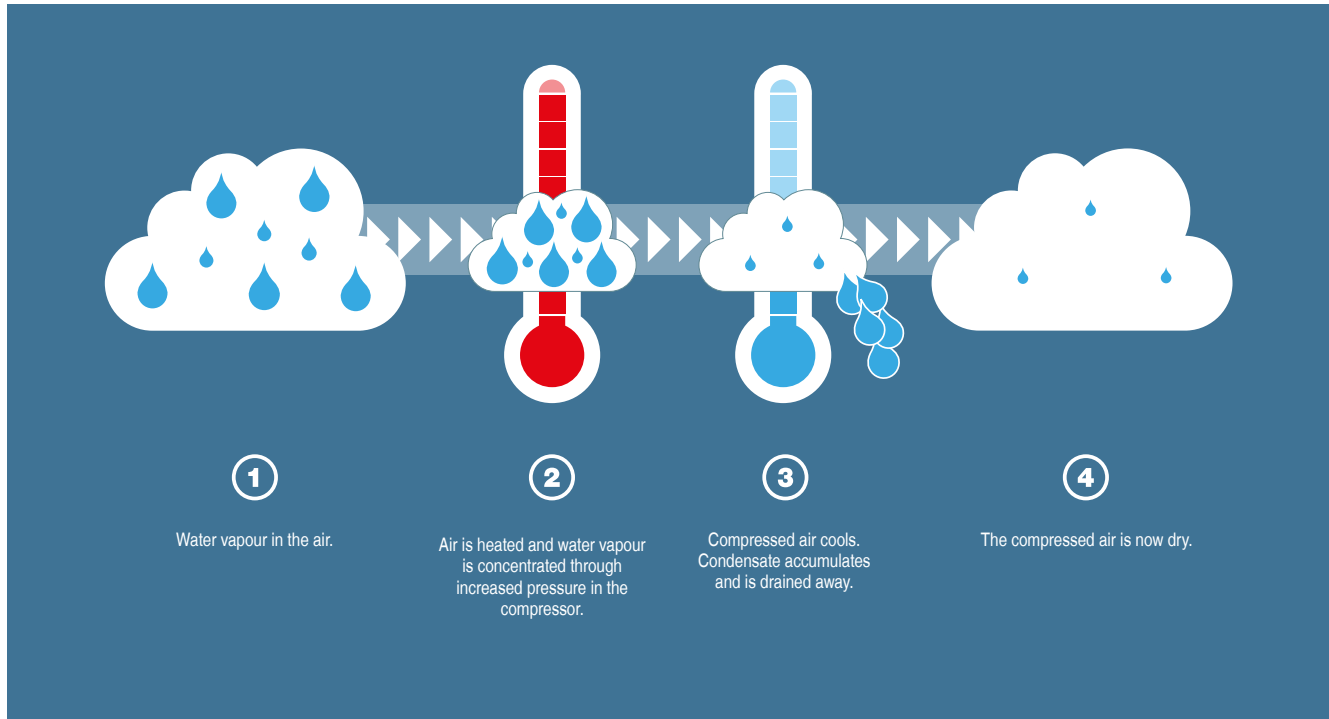 1
Water vapour in the air.
2
Air is heated and water vapour
is concentrated through
increased pressure in the
compressor.
3
Compressed air cools.
Condensate accumulates
and is drained away.
4
The compressed air is now dry.